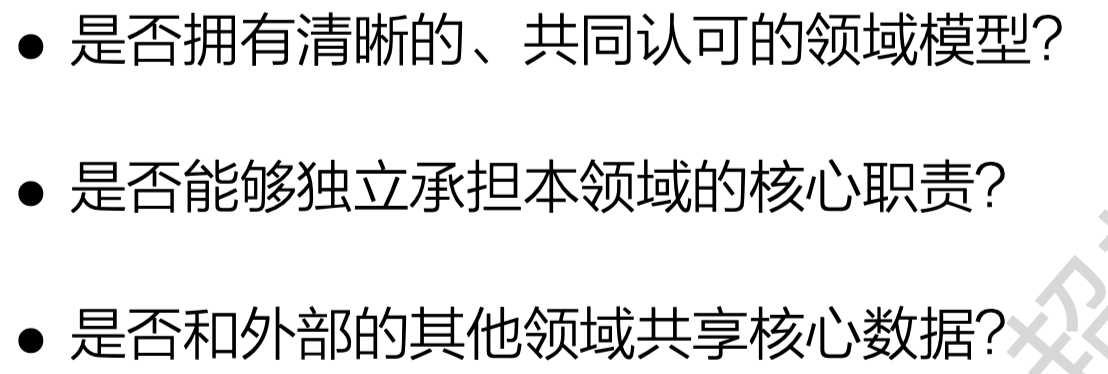 ● 是否拥有清晰的、共同认可的领域模型?
● 是否能够独立承担本领域的核心职责?
● 是否和外部的其他领域共享核心数据?
招